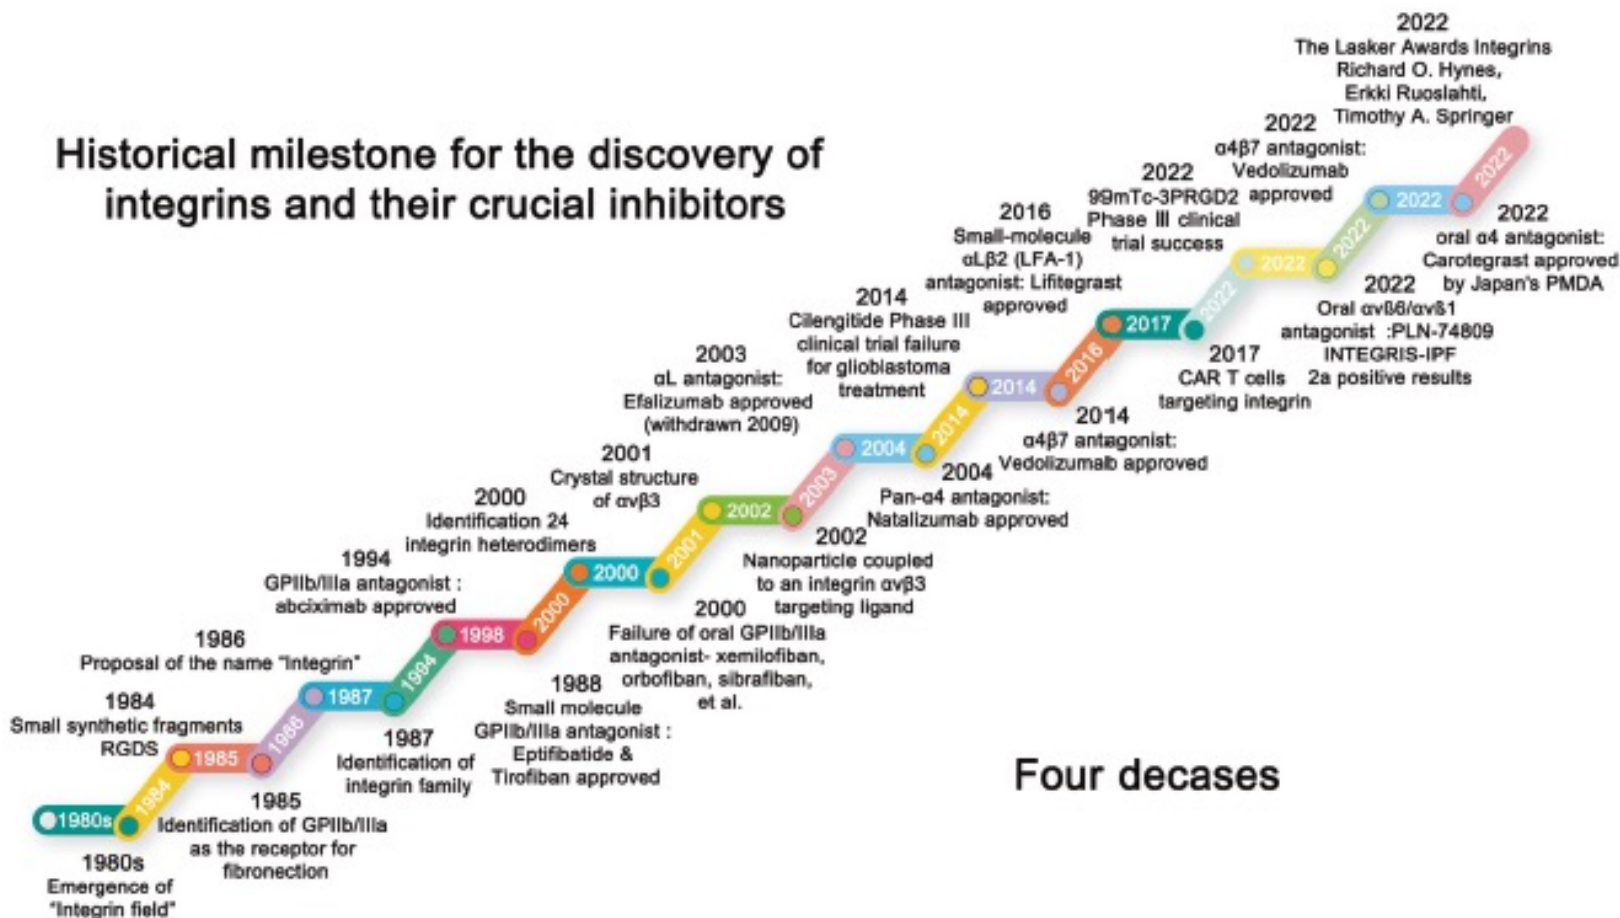 Historical milestone for the discovery of
integrins and their crucial inhibitors
1980s
1980s
Emergence of
"Integrin field"
1984
Small synthetic fragments
RGDS
1984
1985
1985
Identification of GPIIb/IIIa
as the receptor for
fibronection
1986
Proposal of the name "Integrin"
1986
1987
1987
Identification of
integrin family
1994
GPIIb/IIIa antagonist :
abciximab approved
1994
1998
1988
Small molecule
GPIIb/IIIa antagonist :
Eptifibatide &
Tirofiban approved
2000
Identification 24
integrin heterodimers
2000
2000
2000
Failure of oral GPIIb/IIIa
antagonist- xemilofiban,
orbofiban, sibrafiban,
et al.
2001
Crystal structure
of αvβ3
2001
2002
2002
Nanoparticle coupled
to an integrin αvβ3
targeting ligand
2003
αL antagonist:
Efalizumab approved
(withdrawn 2009)
2003
2004
2004
Pan-α4 antagonist:
Natalizumab approved
2014
Cilengitide Phase III
clinical trial failure
for glioblastoma
treatment
2014
2014
2014
α4β7 antagonist:
Vedolizumab approved
2016
Small-molecule
αLβ2 (LFA-1)
antagonist: Lifitegrast
approved
2016
2017
2017
CAR T cells
targeting integrin
2022
99mTc-3PRGD2
Phase III clinical
trial success
2022
2022
2022
Oral αvß6/αvß1
antagonist :PLN-74809
INTEGRIS-IPF
2a positive results
2022
α4β7 antagonist:
Vedolizumab
approved
2022
2022
2022
oral α4 antagonist:
Carotegrast approved
by Japan's PMDA
2022
The Lasker Awards Integrins
Richard O. Hynes,
Erkki Ruoslahti,
Timothy A. Springer
2022
Four decases